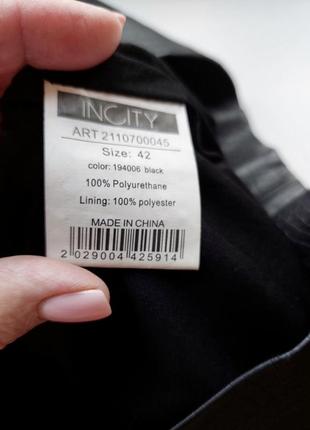 INCITY
ART 2110700045
Size: 42
color: 194006 black
100% Polyurethane
Lining: 100% polyester
MADE IN CHINA
2 029004 425914